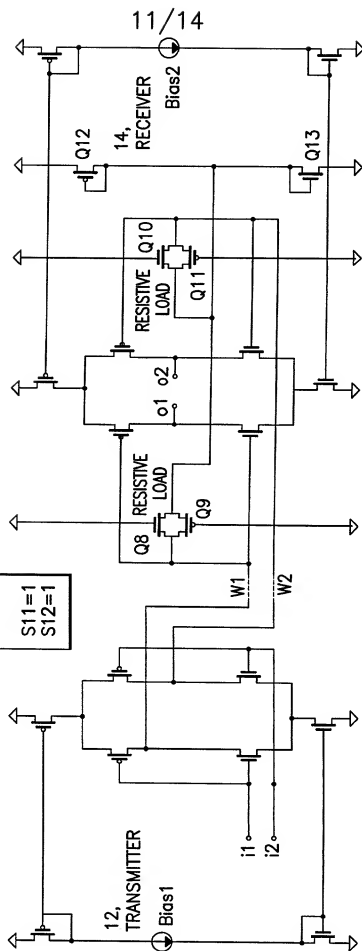 11/14
S11=1
S12=1
12,
TRANSMITTER
Bias1
i1
i2
W1
W2
Q8
Q9
RESISTIVE
LOAD
o1
o2
RESISTIVE
LOAD
Q10
Q11
Q12
Q13
14,
RECEIVER
Bias2